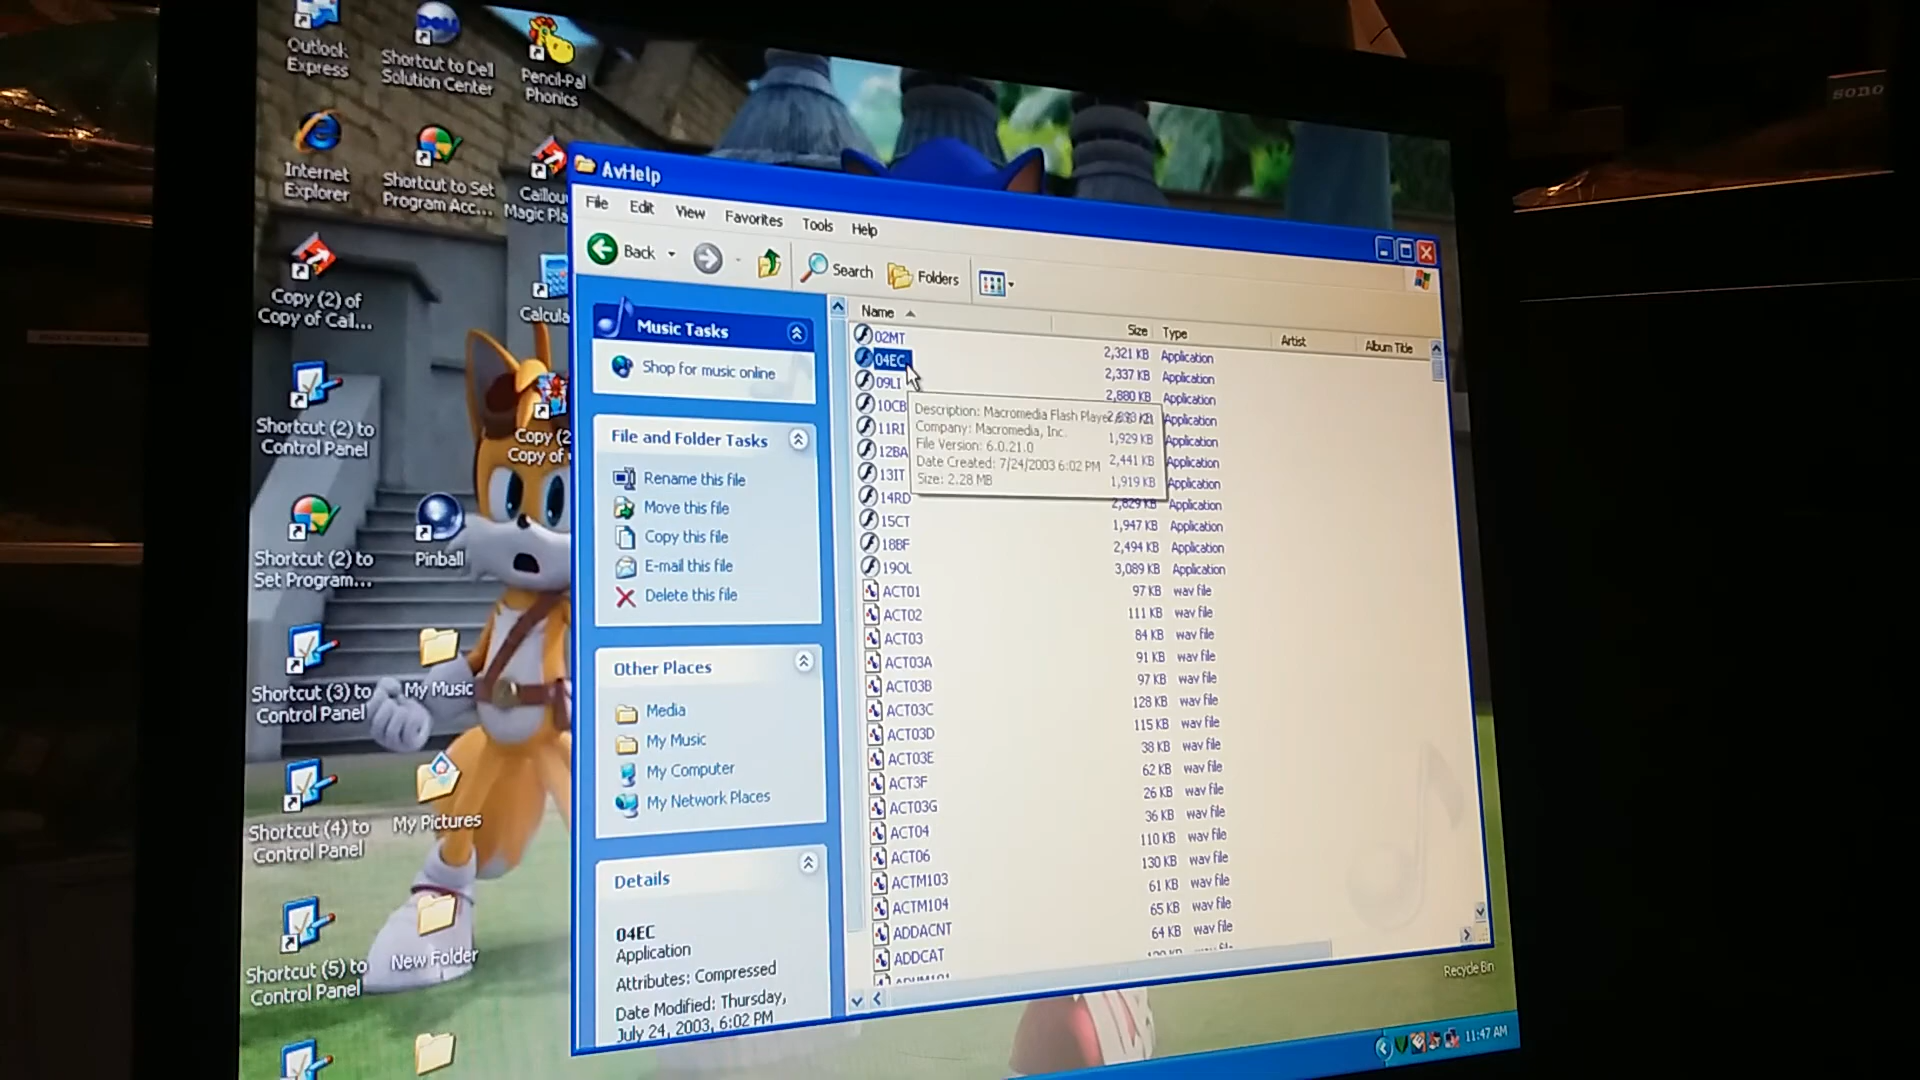 Outlook
Express
Shortcut to Dell
Solution Center
Pencil-Pal
Phonics
Internet
Explorer
Shortcut to Set
Program Acc...
Caillou
Magic Pla
Copy (2) of
Copy of Cail...
Calcula
Shortcut (2) to
Control Panel
Copy (2
Copy of
Shortcut (2) to
Set Program...
Pinball
Shortcut (3) to
Control Panel
My Music
Shortcut (4) to
Control Panel
My Pictures
Shortcut (5) to
Control Panel
New Folder
AvHelp
File Edit View Favorites Tools Help
Back Search Folders
Music Tasks
Shop for music online
File and Folder Tasks
Rename this file
Move this file
Copy this file
E-mail this file
Delete this file
Other Places
Media
My Music
My Computer
My Network Places
Details
04EC
Application
Attributes: Compressed
Date Modified: Thursday,
July 24, 2003, 6:02 PM
Name Size Type Artist Album Title
02MT 2,321 KB Application
04EC 2,337 KB Application
09LI 2,880 KB Application
10CB Application
11RI 1,929 KB Application
12BA 2,441 KB Application
13IT 1,919 KB Application
14RD 2,829 KB Application
15CT 1,947 KB Application
18BF 2,494 KB Application
19OL 3,089 KB Application
ACT01 97 KB wav file
ACT02 111 KB wav file
ACT03 84 KB wav file
ACT03A 91 KB wav file
ACT03B 97 KB wav file
ACT03C 128 KB wav file
ACT03D 115 KB wav file
ACT03E 38 KB wav file
ACT3F 62 KB wav file
ACT03G 26 KB wav file
ACT04 36 KB wav file
ACT06 110 KB wav file
ACTM103 130 KB wav file
ACTM104 61 KB wav file
ADDACNT 65 KB wav file
ADDCAT 64 KB wav file
Description: Macromedia Flash Player
Company: Macromedia, Inc.
File Version: 6.0.21.0
Date Created: 7/24/2003 6:02 PM
Size: 2.28 MB
Recycle Bin
11:47 AM
sono